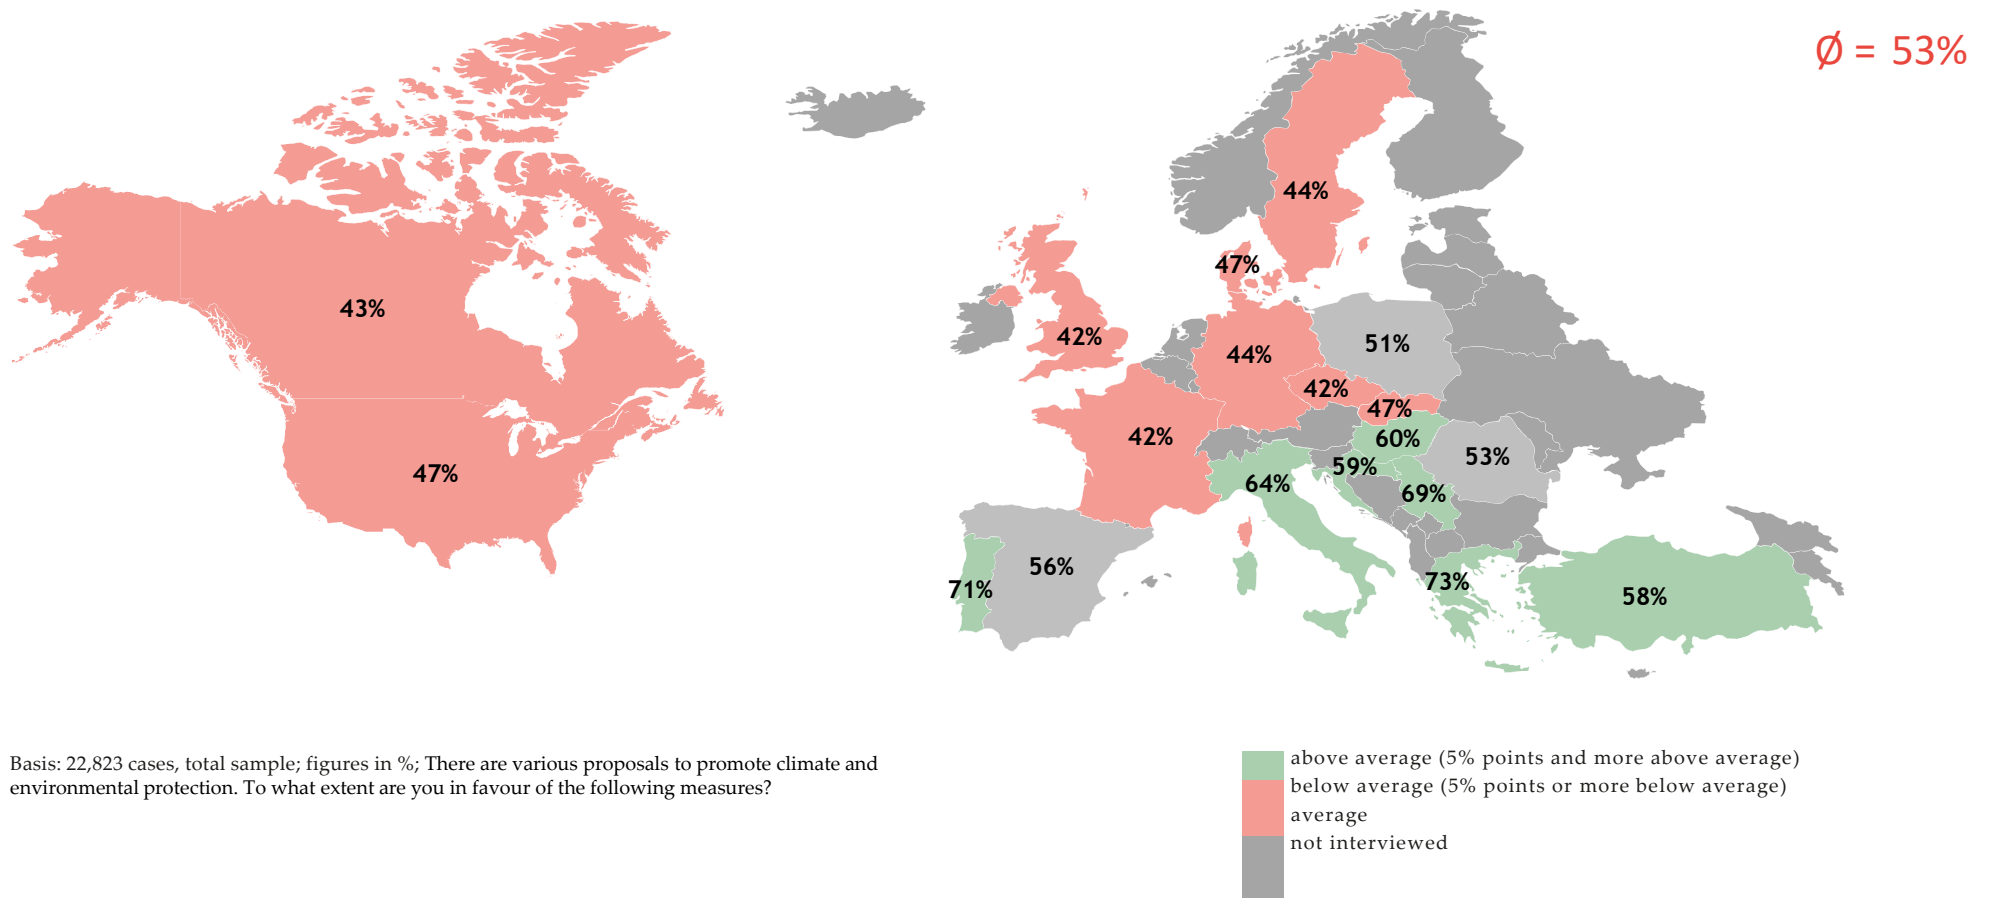 Ø = 53%
44%
47%
43%
42%
44%
51%
42%
47%
42%
60%
53%
59%
47%
64%
69%
56%
73%
71%
58%
Basis: 22,823 cases, total sample; figures in %; There are various proposals to promote climate and
environmental protection. To what extent are you in favour of the following measures?
above average (5% points and more above average)
below average (5% points or more below average)
average
not interviewed